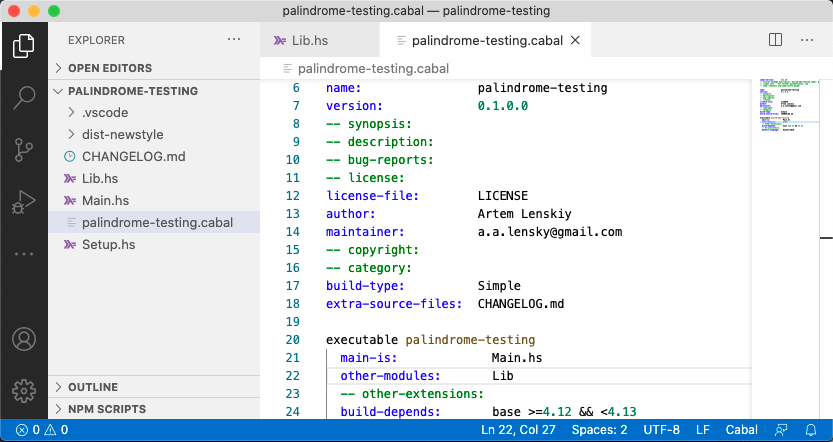 palindrome-testing.cabal — palindrome-testing
EXPLORER
OPEN EDITORS
PALINDROME-TESTING
.vscode
dist-newstyle
CHANGELOG.md
Lib.hs
Main.hs
palindrome-testing.cabal
Setup.hs
OUTLINE
NPM SCRIPTS
Lib.hs
palindrome-testing.cabal
palindrome-testing.cabal
6 name: palindrome-testing
7 version: 0.1.0.0
8 -- synopsis:
9 -- description:
10 -- bug-reports:
11 -- license:
12 license-file: LICENSE
13 author: Artem Lenskiy
14 maintainer: a.a.lensky@gmail.com
15 -- copyright:
16 -- category:
17 build-type: Simple
18 extra-source-files: CHANGELOG.md
19
20 executable palindrome-testing
21 main-is: Main.hs
22 other-modules: Lib
23 -- other-extensions:
24 build-depends: base >=4.12 && <4.13
0 0 Ln 22, Col 27 Spaces: 2 UTF-8 LF Cabal